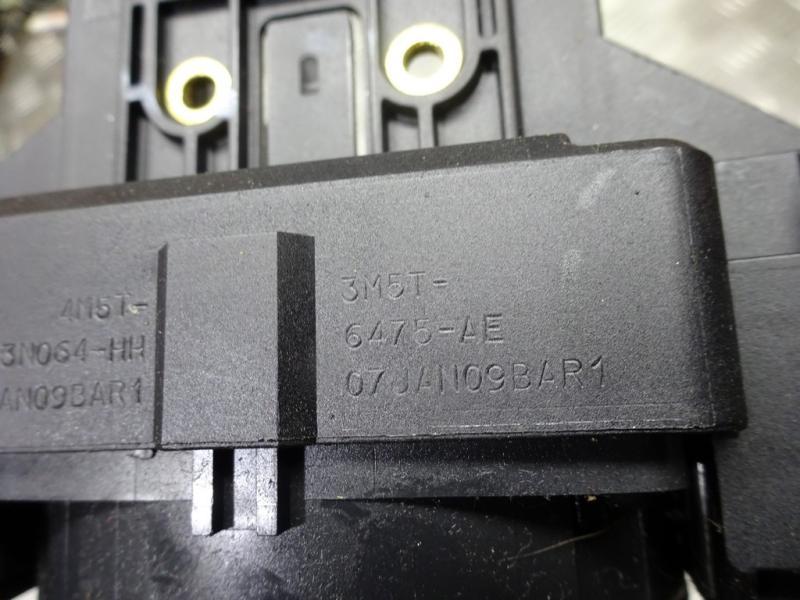 4M5T-
3N064-HH
AN09BAR1
3M5T-
6475-AE
07JAN09BAR1